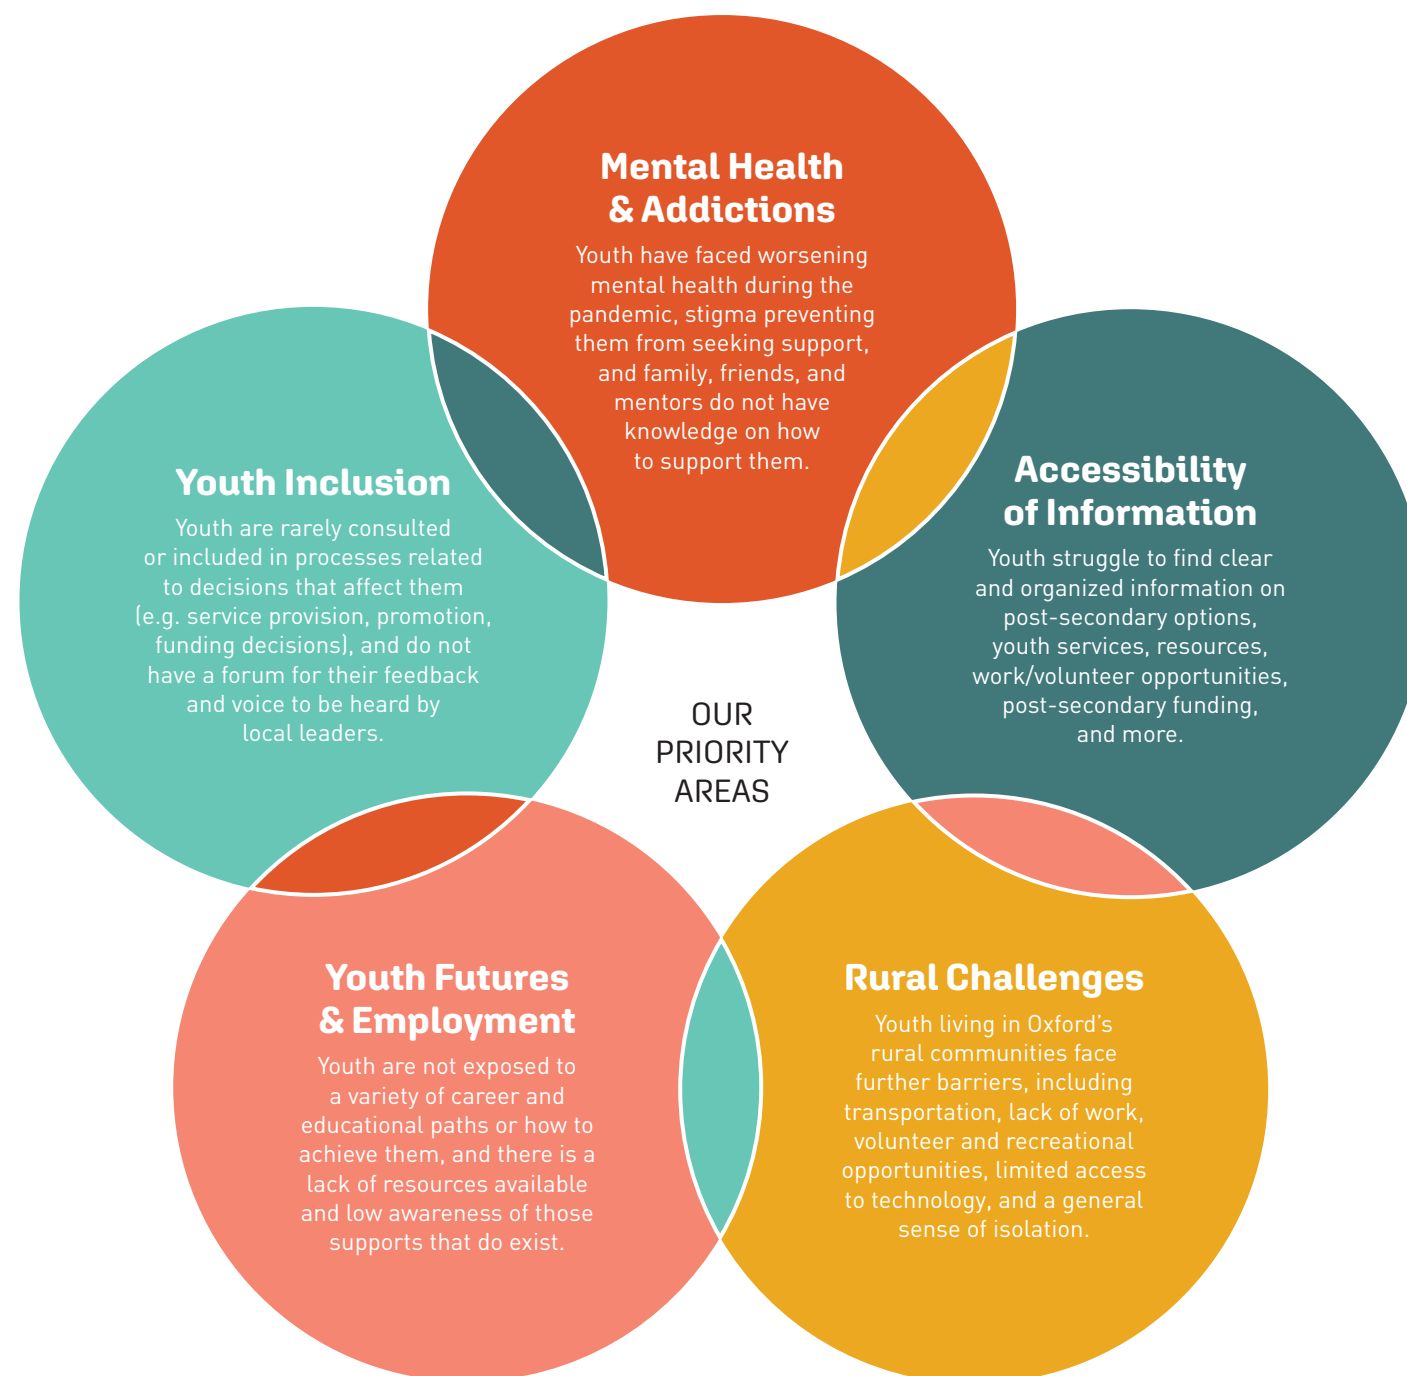 Mental Health
& Addictions
Youth have faced worsening
mental health during the
pandemic, stigma preventing
them from seeking support,
and family, friends, and
mentors do not have
knowledge on how
to support them.
Youth Inclusion
Youth are rarely consulted
or included in processes related
to decisions that affect them
(e.g. service provision, promotion,
funding decisions), and do not
have a forum for their feedback
and voice to be heard by
local leaders.
Accessibility
of Information
Youth struggle to find clear
and organized information on
post-secondary options,
youth services, resources,
work/volunteer opportunities,
post-secondary funding,
and more.
OUR
PRIORITY
AREAS
Youth Futures
& Employment
Youth are not exposed to
a variety of career and
educational paths or how to
achieve them, and there is a
lack of resources available
and low awareness of those
supports that do exist.
Rural Challenges
Youth living in Oxford's
rural communities face
further barriers, including
transportation, lack of work,
volunteer and recreational
opportunities, limited access
to technology, and a general
sense of isolation.